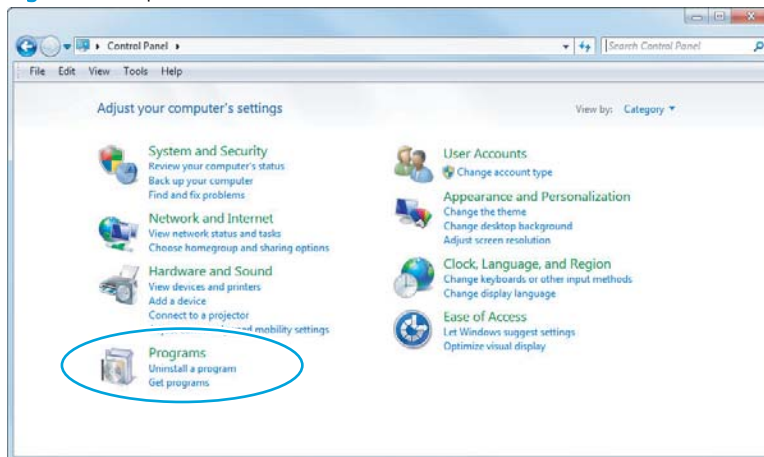 Control Panel
Search Control Panel
File Edit View Tools Help
Adjust your computer's settings
View by: Category
System and Security
Review your computer's status
Back up your computer
Find and fix problems
Network and Internet
View network status and tasks
Choose homegroup and sharing options
Hardware and Sound
View devices and printers
Add a device
Connect to a projector
mobility settings
Programs
Uninstall a program
Get programs
User Accounts
Change account type
Appearance and Personalization
Change the theme
Change desktop background
Adjust screen resolution
Clock, Language, and Region
Change keyboards or other input methods
Change display language
Ease of Access
Let Windows suggest settings
Optimize visual display